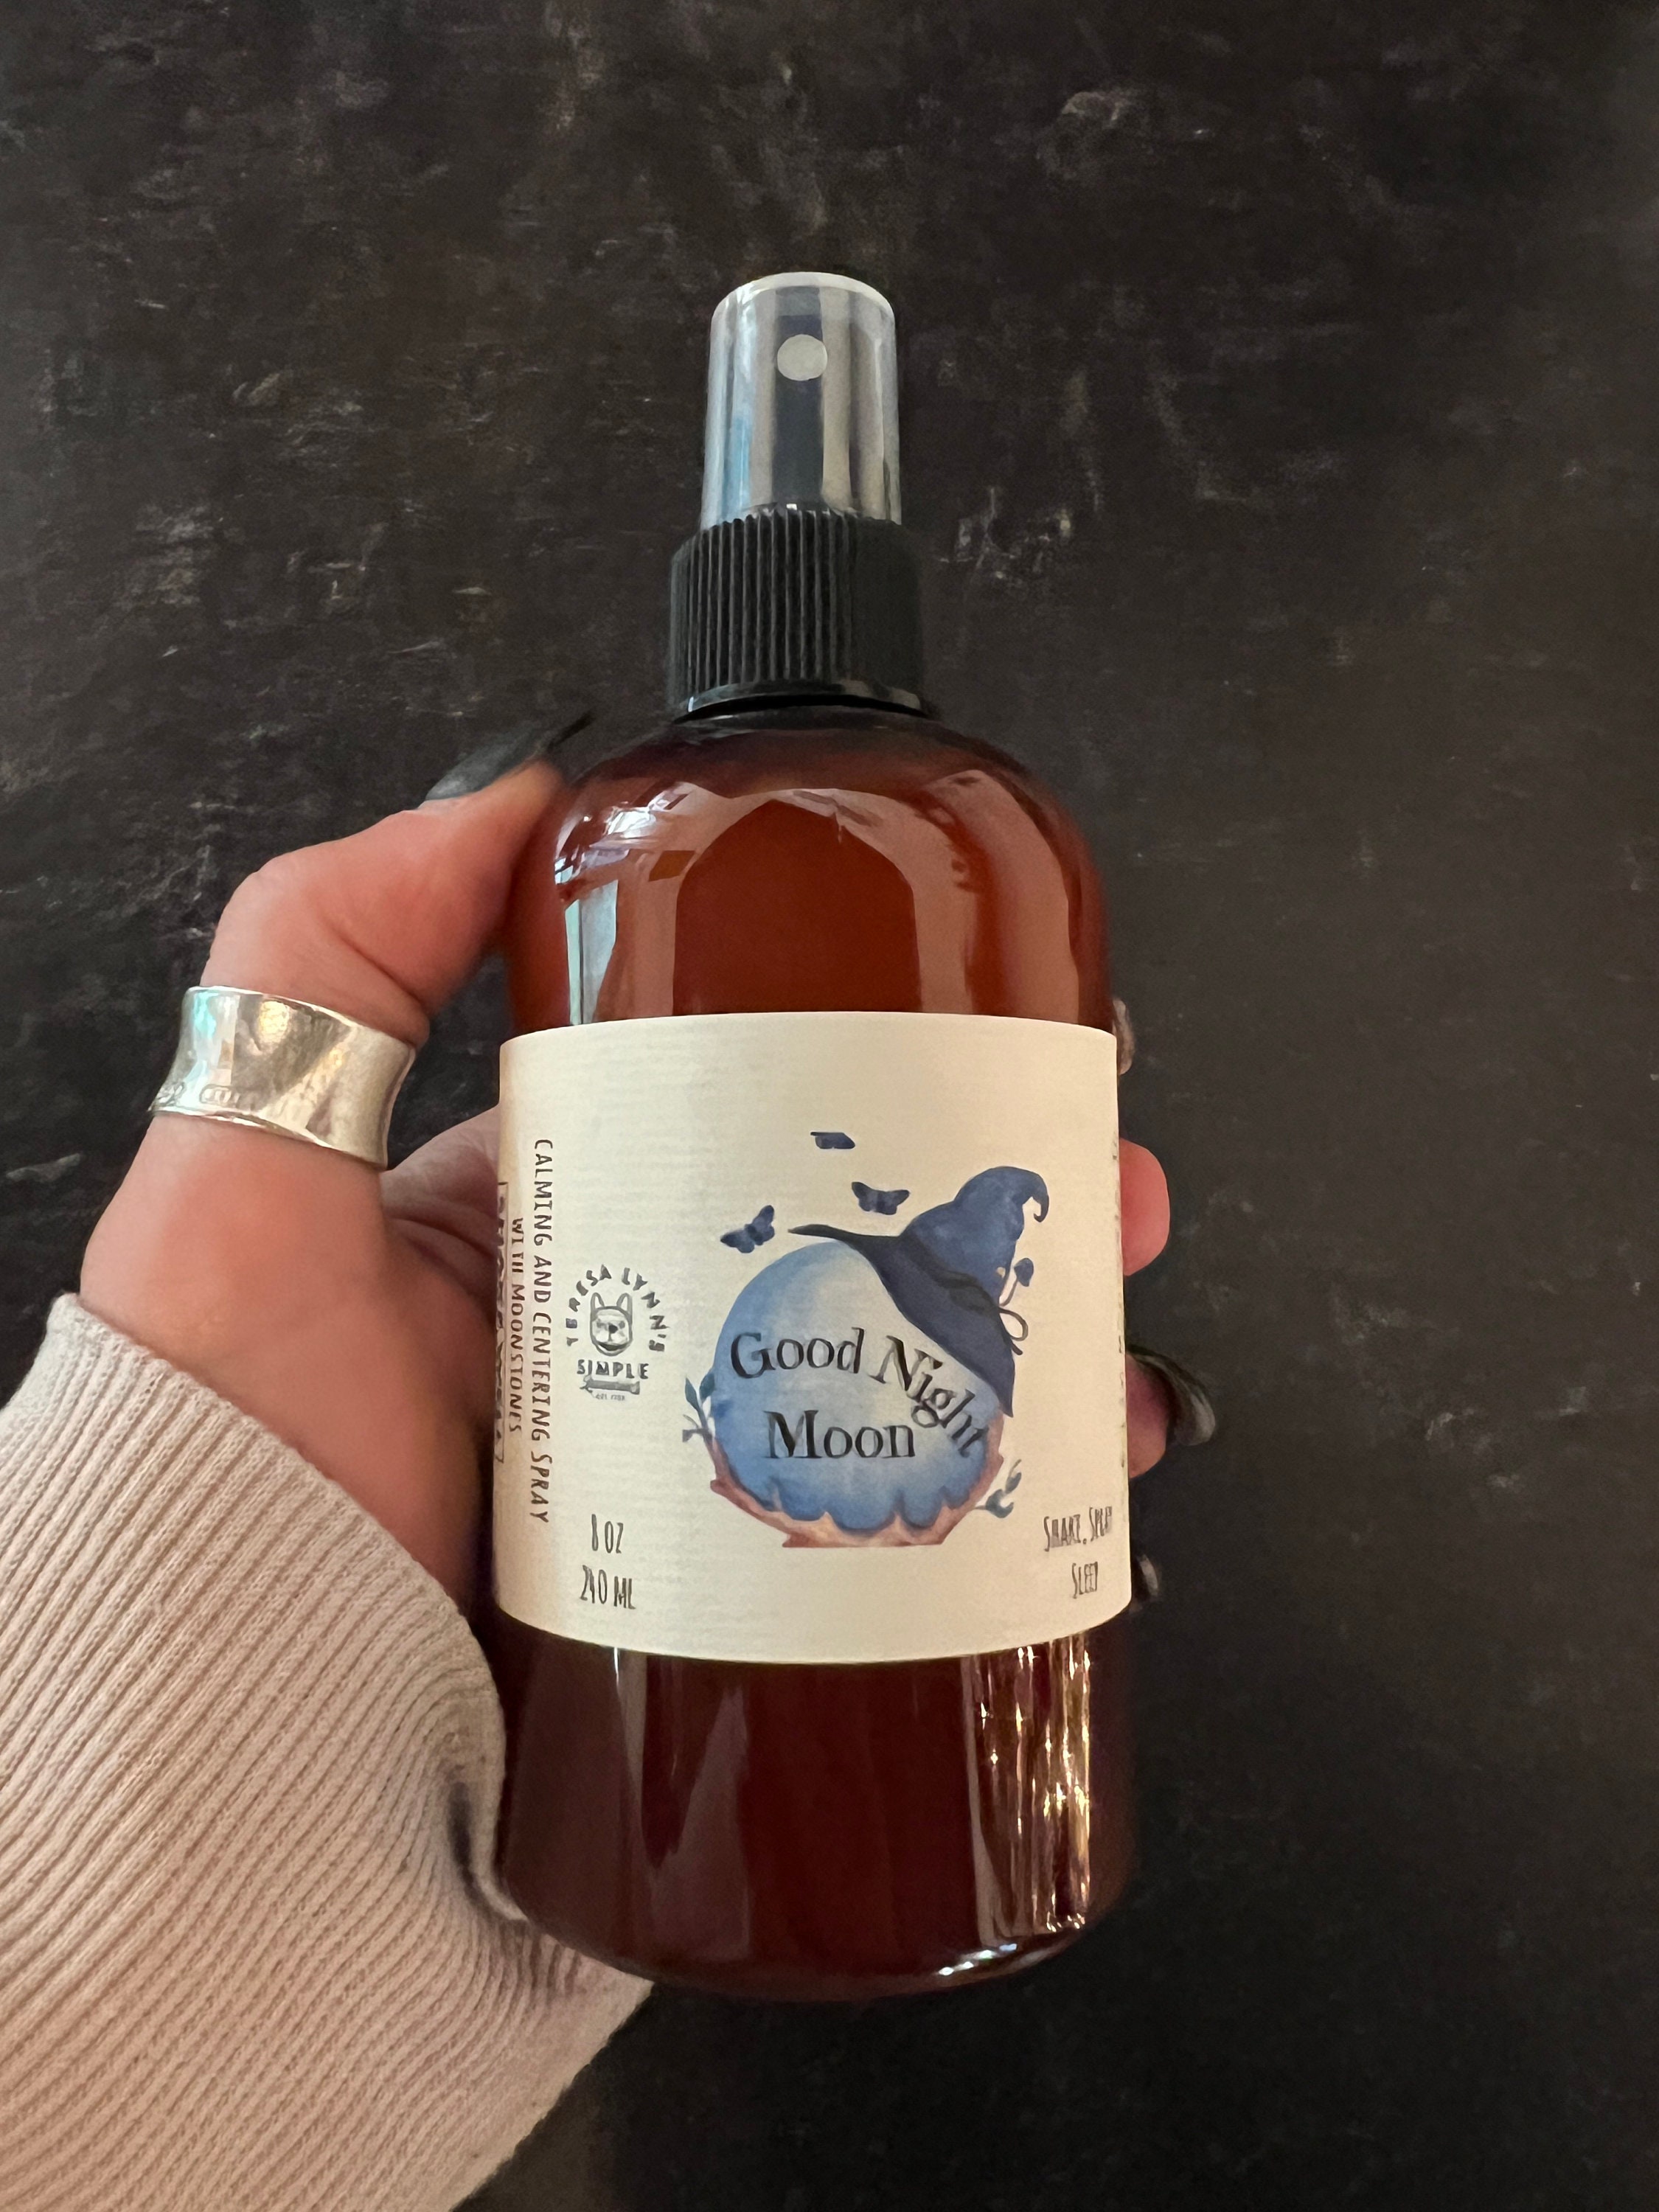 CALMING AND CENTERING SPRAY
WITH MOONSTONES
TERESA LYNN'S
SIMPLE
Good Night
Moon
8 OZ
240 ML
SHAKE, SPRAY
SLEEP